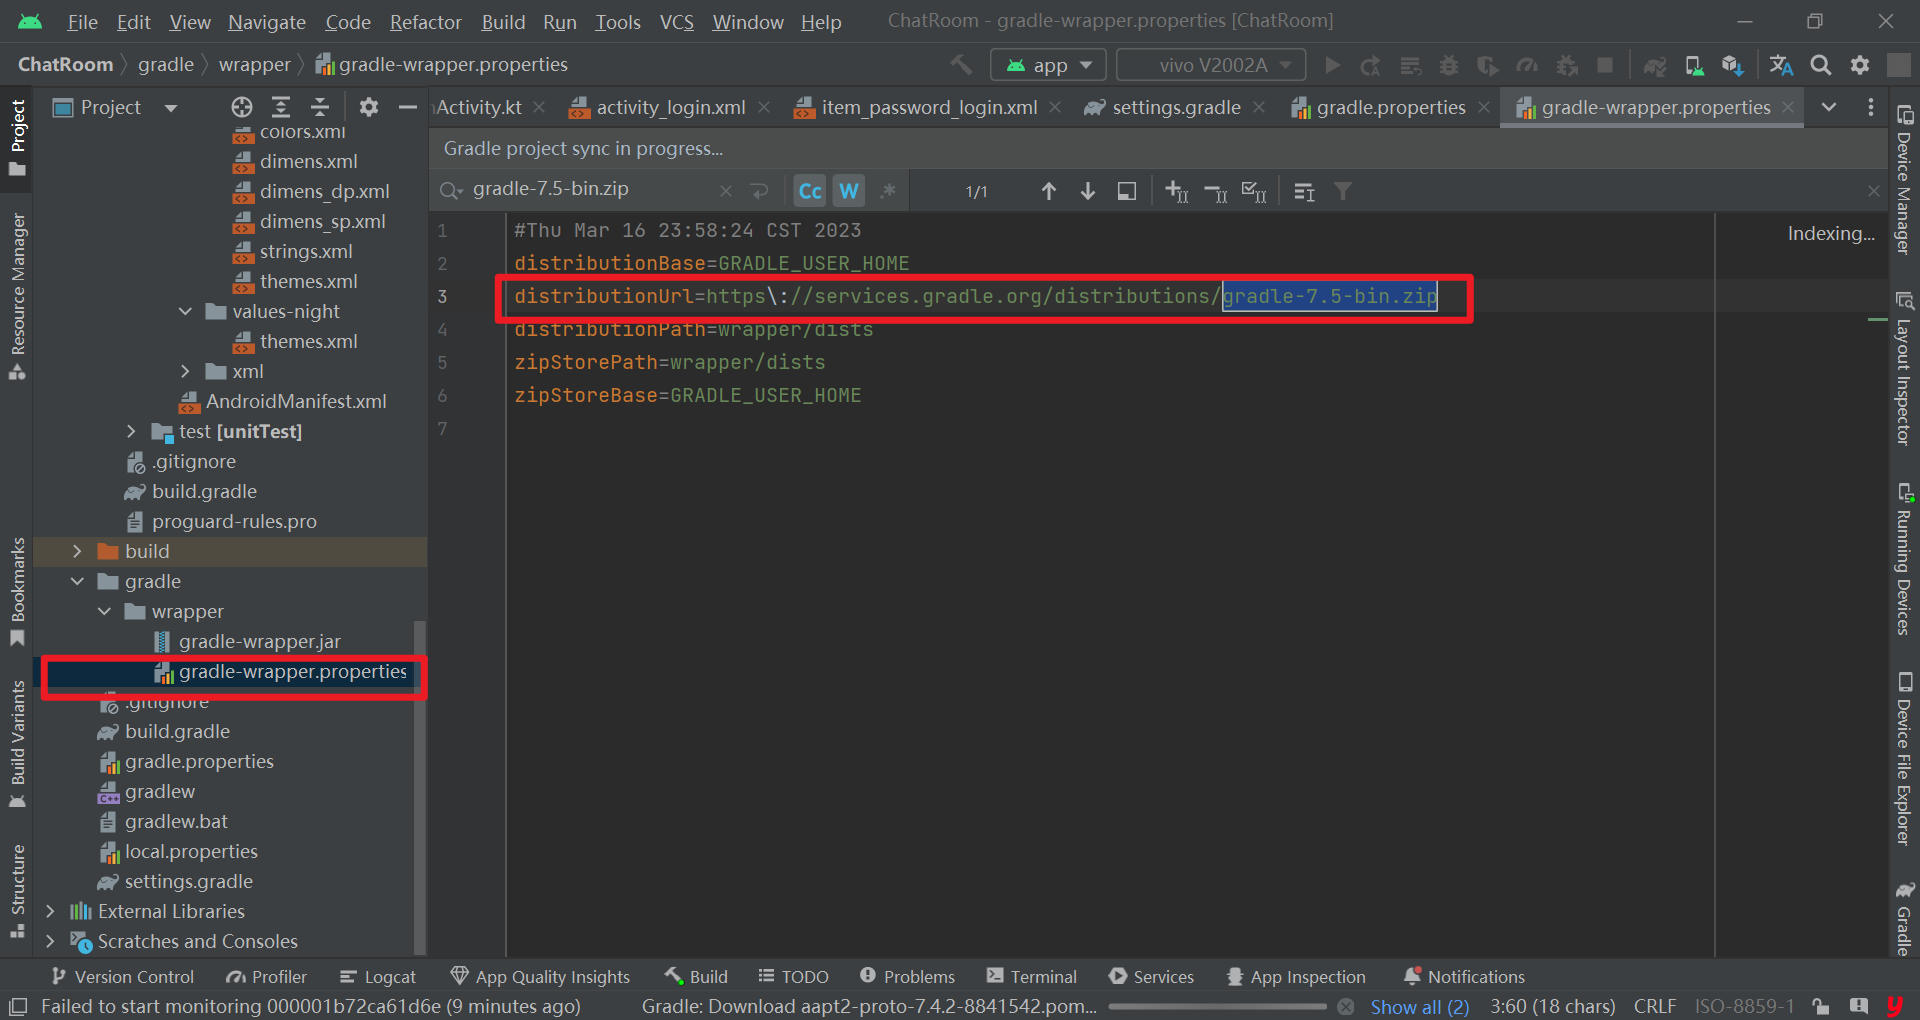 File Edit View Navigate Code Refactor Build Run Tools VCS Window Help ChatRoom - gradle-wrapper.properties [ChatRoom]
ChatRoom gradle wrapper gradle-wrapper.properties app vivo V2002A
Project
Activity.kt activity_login.xml item_password_login.xml settings.gradle gradle.properties gradle-wrapper.properties
Gradle project sync in progress...
gradle-7.5-bin.zip Cc W .* 1/1
Indexing...
1 #Thu Mar 16 23:58:24 CST 2023
2 distributionBase=GRADLE_USER_HOME
3 distributionUrl=https\://services.gradle.org/distributions/gradle-7.5-bin.zip
4 distributionPath=wrapper/dists
5 zipStorePath=wrapper/dists
6 zipStoreBase=GRADLE_USER_HOME
7
colors.xml
dimens.xml
dimens_dp.xml
dimens_sp.xml
strings.xml
themes.xml
values-night
themes.xml
xml
AndroidManifest.xml
test [unitTest]
.gitignore
build.gradle
proguard-rules.pro
build
gradle
wrapper
gradle-wrapper.jar
gradle-wrapper.properties
.gitignore
build.gradle
gradle.properties
gradlew
gradlew.bat
local.properties
settings.gradle
External Libraries
Scratches and Consoles
Project
Resource Manager
Bookmarks
Build Variants
Structure
Device Manager
Layout Inspector
Running Devices
Device File Explorer
Gradle
Version Control Profiler Logcat App Quality Insights Build TODO Problems Terminal Services App Inspection Notifications
Failed to start monitoring 000001b72ca61d6e (9 minutes ago) Gradle: Download aapt2-proto-7.4.2-8841542.pom... Show all (2) 3:60 (18 chars) CRLF ISO-8859-1